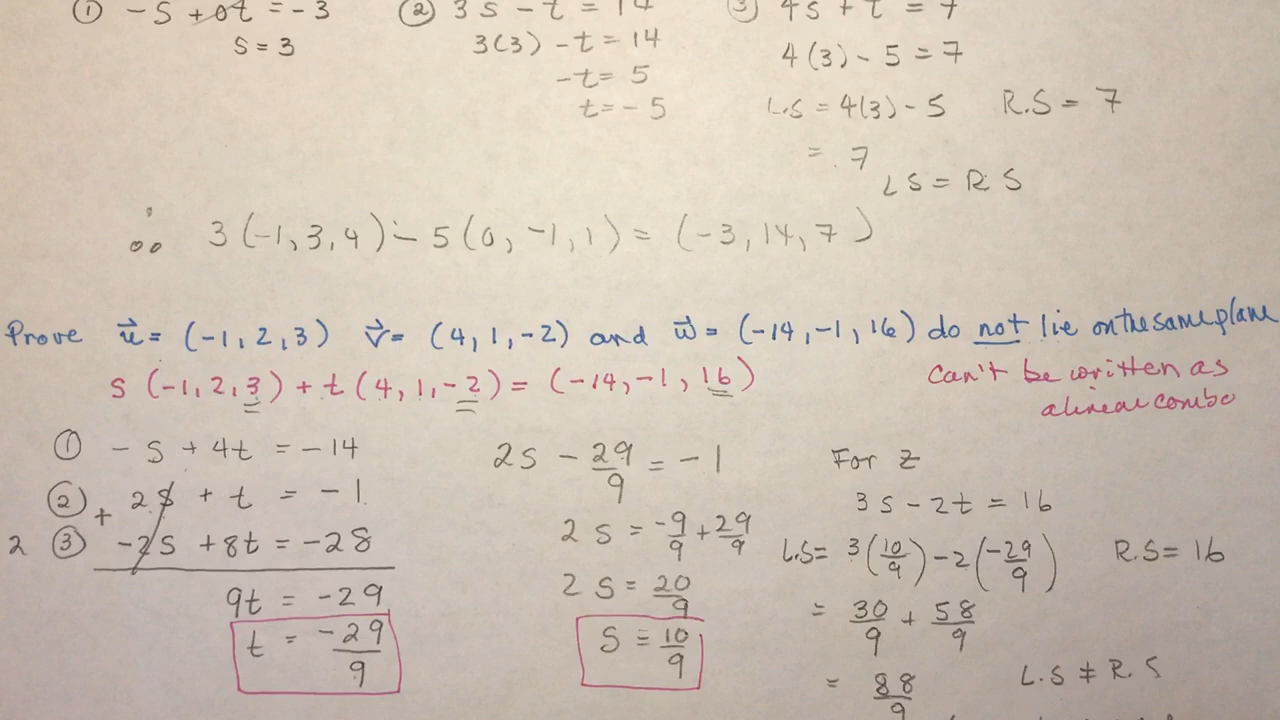 ① -s + 0t = -3
s = 3
② 3s - t = 14
3(3) - t = 14
-t = 5
t = -5
③ 4s + t = 7
4(3) - 5 = 7
L.S = 4(3) - 5 R.S = 7
= 7
LS = R.S
∴ 3(-1, 3, 4) - 5(0, -1, 1) = (-3, 14, 7)
Prove u⃗ = (-1, 2, 3) v⃗ = (4, 1, -2) and w⃗ = (-14, -1, 16) do not lie on the same plane
s(-1, 2, 3) + t(4, 1, -2) = (-14, -1, 16)
can't be written as
a linear combo
① -s + 4t = -14
② 2s + t = -1
+
2 ③ -2s + 8t = -28
9t = -29
t = -29/9
2s - 29/9 = -1
2s = -9/9 + 29/9
2s = 20/9
s = 10/9
For z
3s - 2t = 16
L.S = 3(10/9) - 2(-29/9) R.S = 16
= 30/9 + 58/9
= 88/9
L.S ≠ R.S